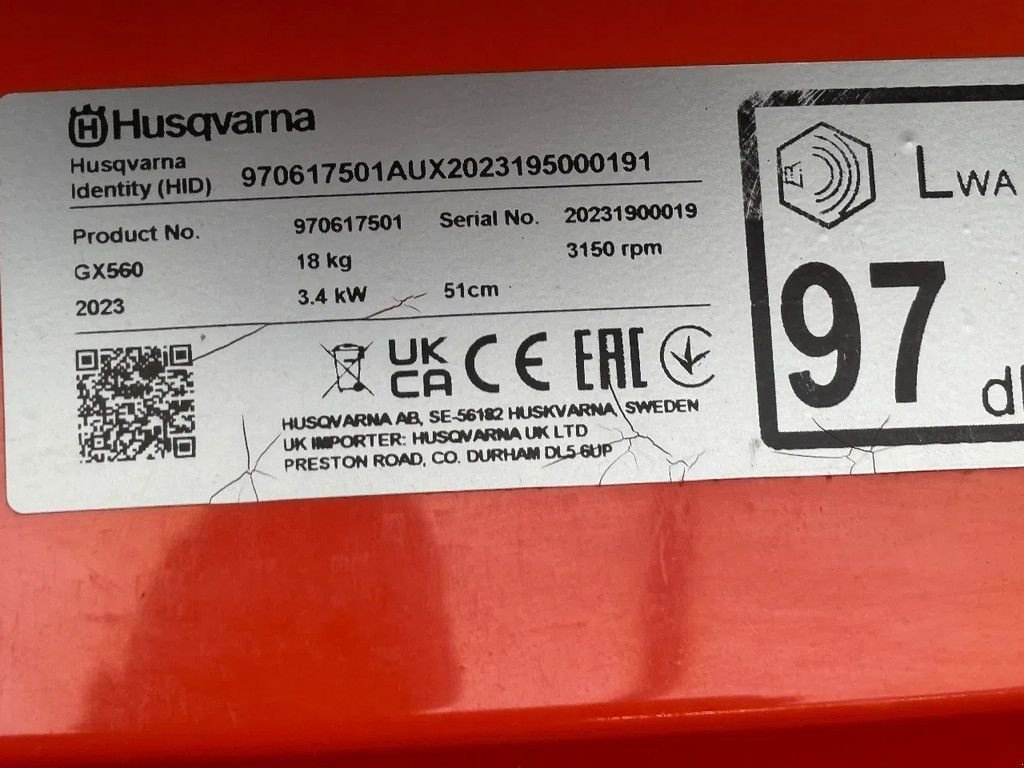 Husqvarna
Husqvarna
Identity (HID) 970617501AUX2023195000191
Product No. 970617501 Serial No. 20231900019
GX560 18 kg 3150 rpm
2023 3.4 kW 51cm
UK
CA CE EAC
HUSQVARNA AB, SE-56182 HUSKVARNA, SWEDEN
UK IMPORTER: HUSQVARNA UK LTD
PRESTON ROAD, CO. DURHAM DL5 6UP
LWA
97
d